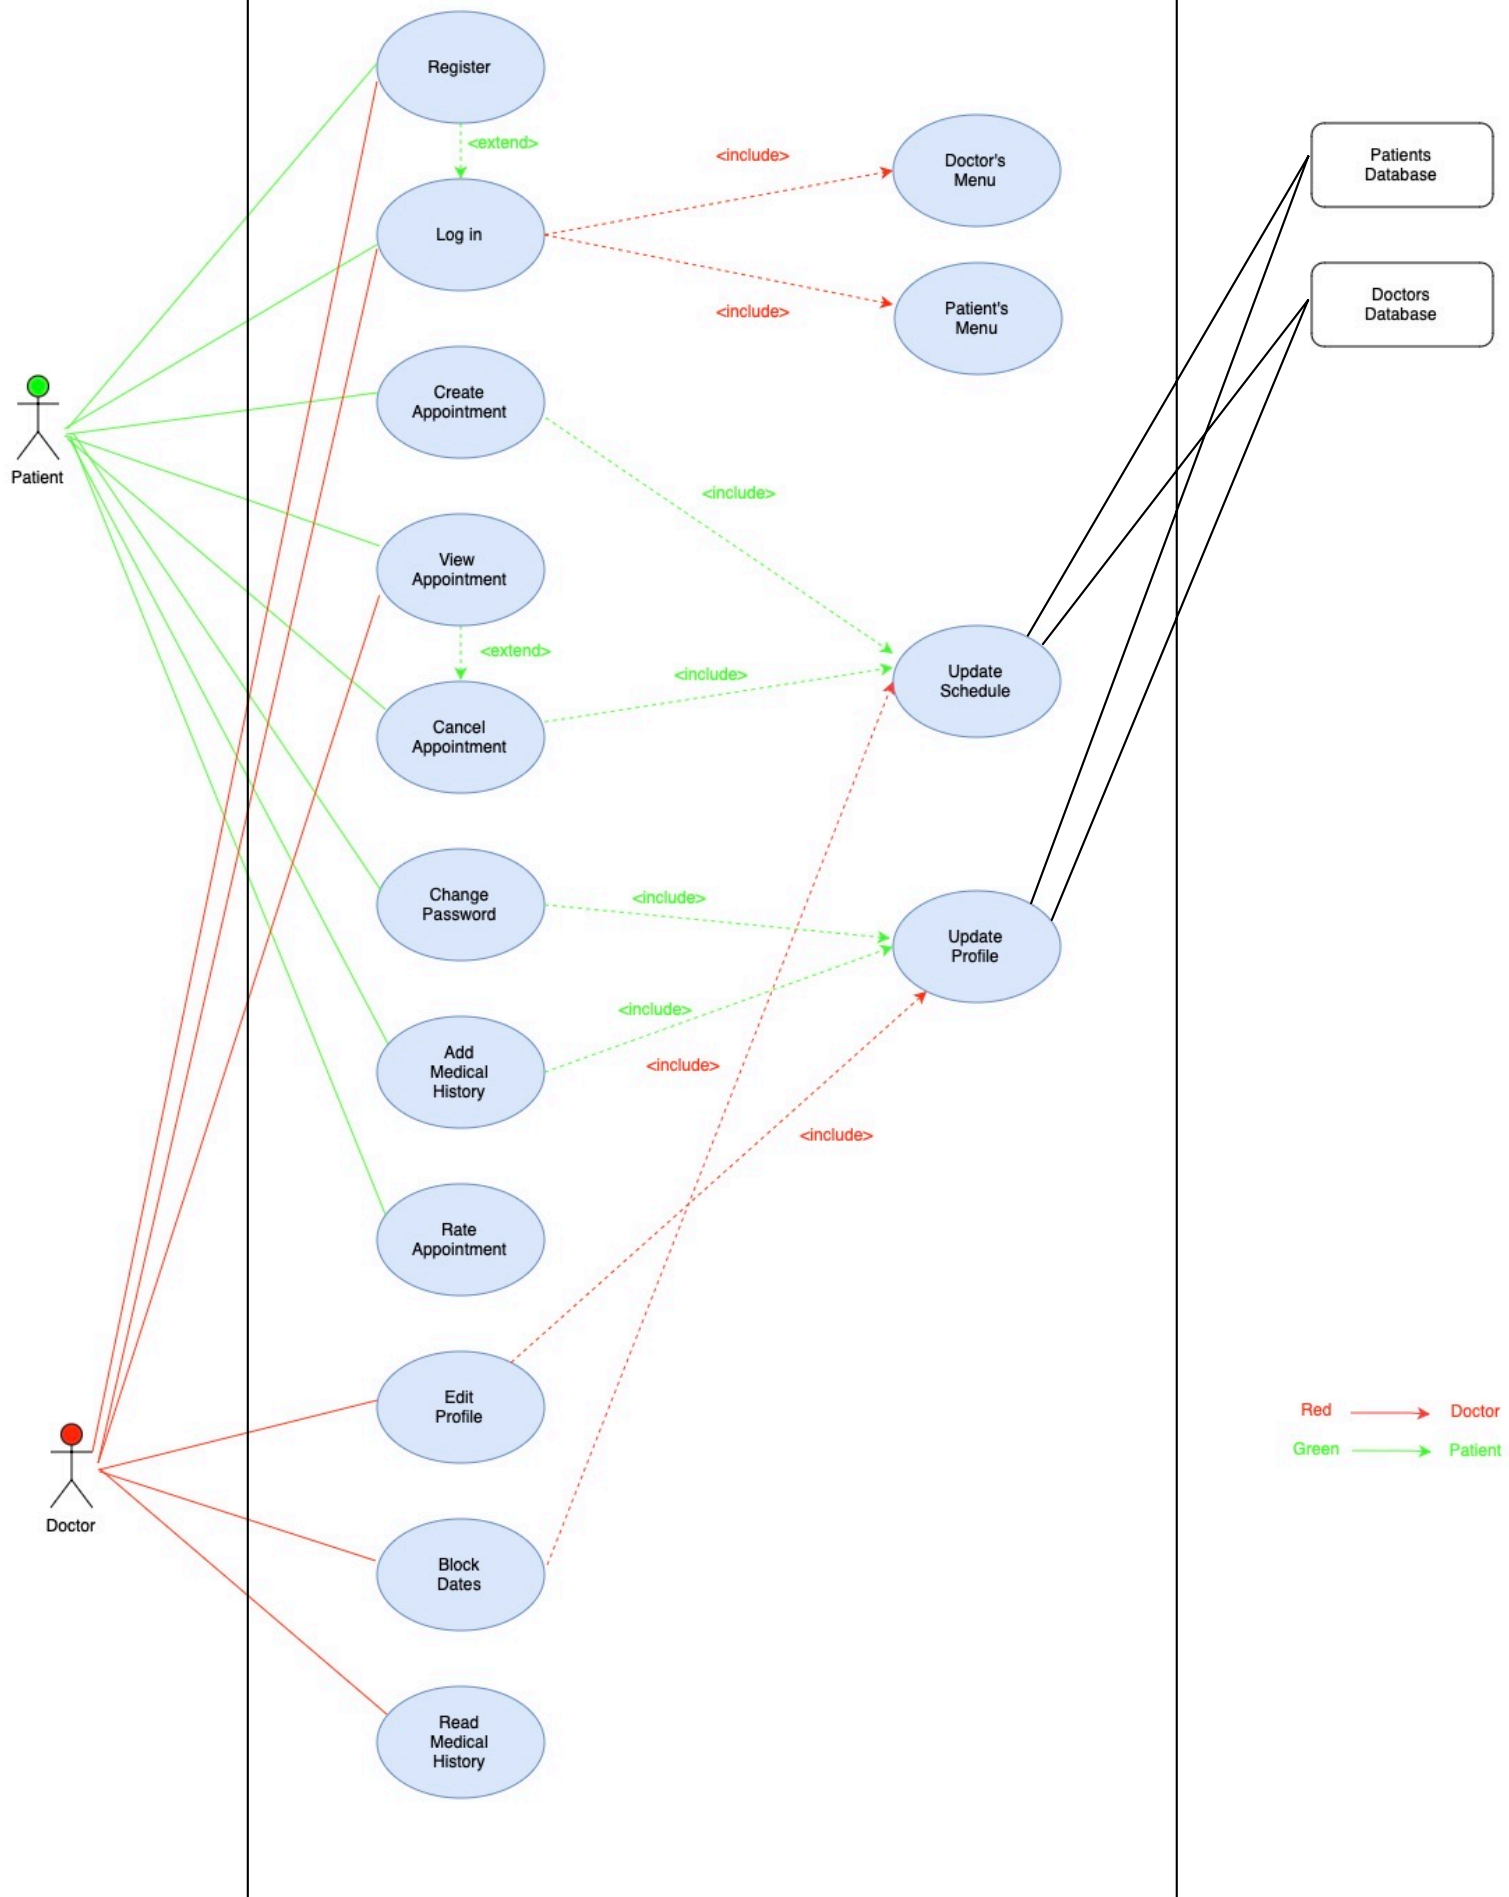 Register
<extend>
<include>
Doctor's
Menu
Patients
Database
Log in
<include>
Patient's
Menu
Doctors
Database
Create
Appointment
Patient
<include>
View
Appointment
<extend>
<include>
Update
Schedule
Cancel
Appointment
Change
Password
<include>
Update
Profile
<include>
Add
Medical
History
<include>
<include>
Rate
Appointment
Edit
Profile
Red
Doctor
Green
Patient
Doctor
Block
Dates
Read
Medical
History